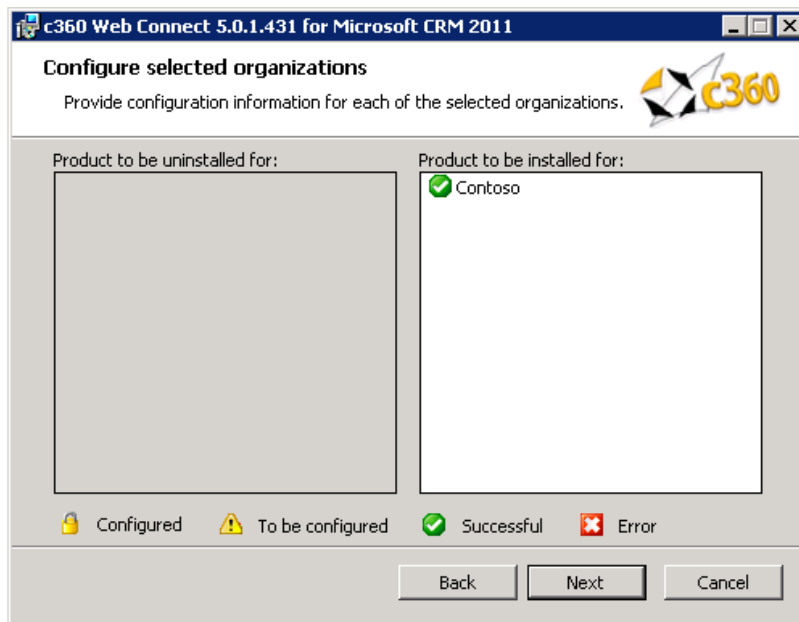 c360 Web Connect 5.0.1.431 for Microsoft CRM 2011
Configure selected organizations
Provide configuration information for each of the selected organizations.
c360
Product to be uninstalled for:
Product to be installed for:
Contoso
Configured
To be configured
Successful
Error
Back
Next
Cancel